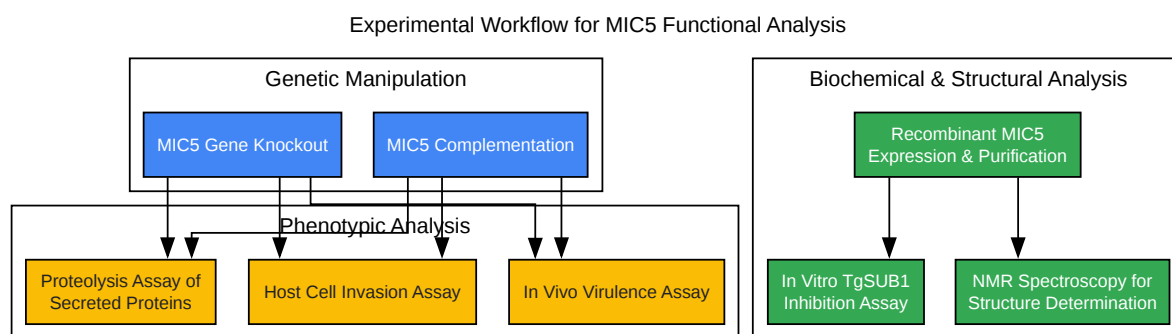 Experimental Workflow for MIC5 Functional Analysis
Genetic Manipulation
MIC5 Gene Knockout
MIC5 Complementation
Phenotypic Analysis
Proteolysis Assay of
Secreted Proteins
Host Cell Invasion Assay
In Vivo Virulence Assay
Biochemical & Structural Analysis
Recombinant MIC5
Expression & Purification
In Vitro TgSUB1
Inhibition Assay
NMR Spectroscopy for
Structure Determination